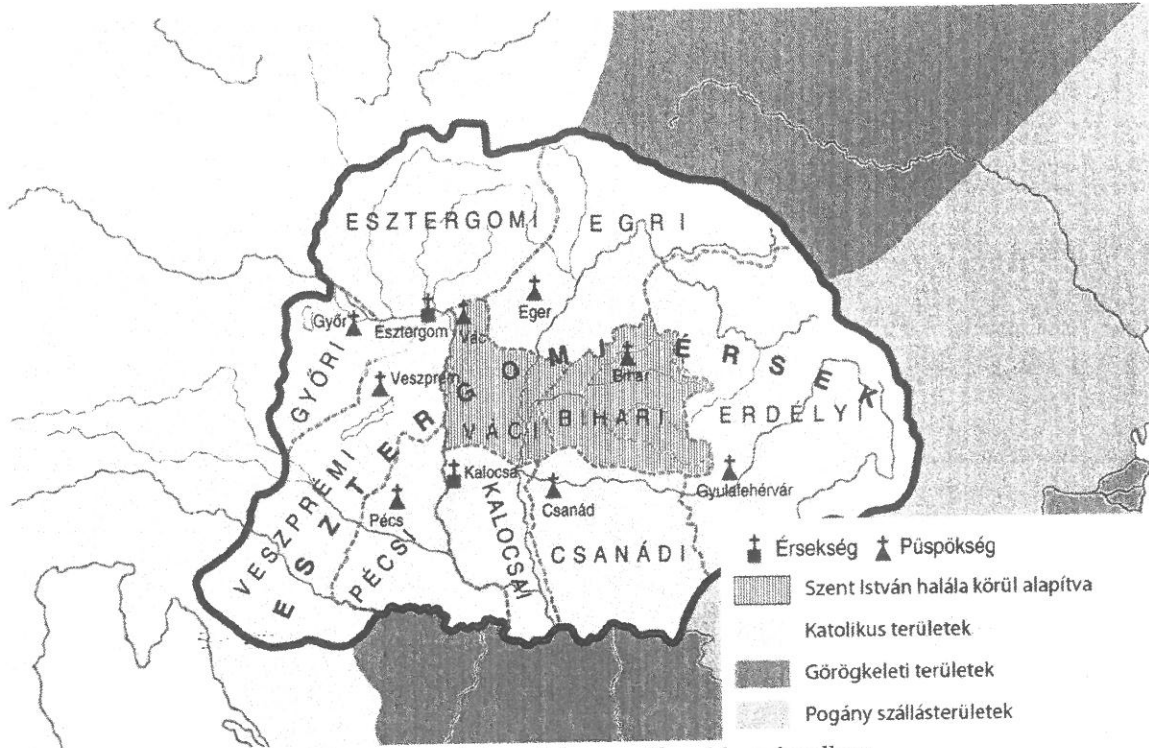 ESZTERGOMI
EGRI
Győr
Esztergom
Vác
Eger
GYŐRI
Veszprém
Bihar
ESZTERGOMI ÉRSEK
VÁCI
BIHARI
ERDÉLYI
VESZPRÉMI
Pécs
PÉCSI
Kalocsa
KALOCSAI
Csanád
CSANÁDI
Gyulafehérvár
Érsekség
Püspökség
Szent István halála körül alapítva
Katolikus területek
Görögkeleti területek
Pogány szállásterületek